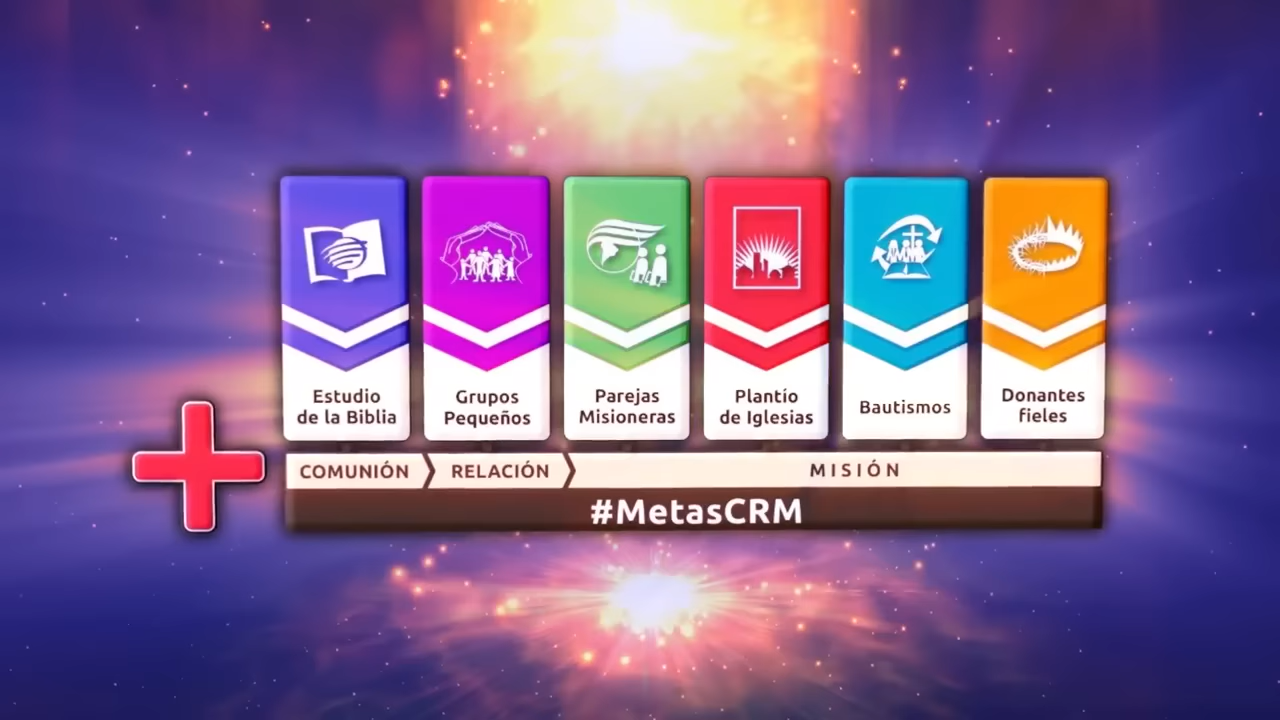 Estudio
de la Biblia
Grupos
Pequeños
Parejas
Misioneras
Plantío
de Iglesias
Bautismos
Donantes
fieles
COMUNIÓN
RELACIÓN
MISIÓN
#MetasCRM